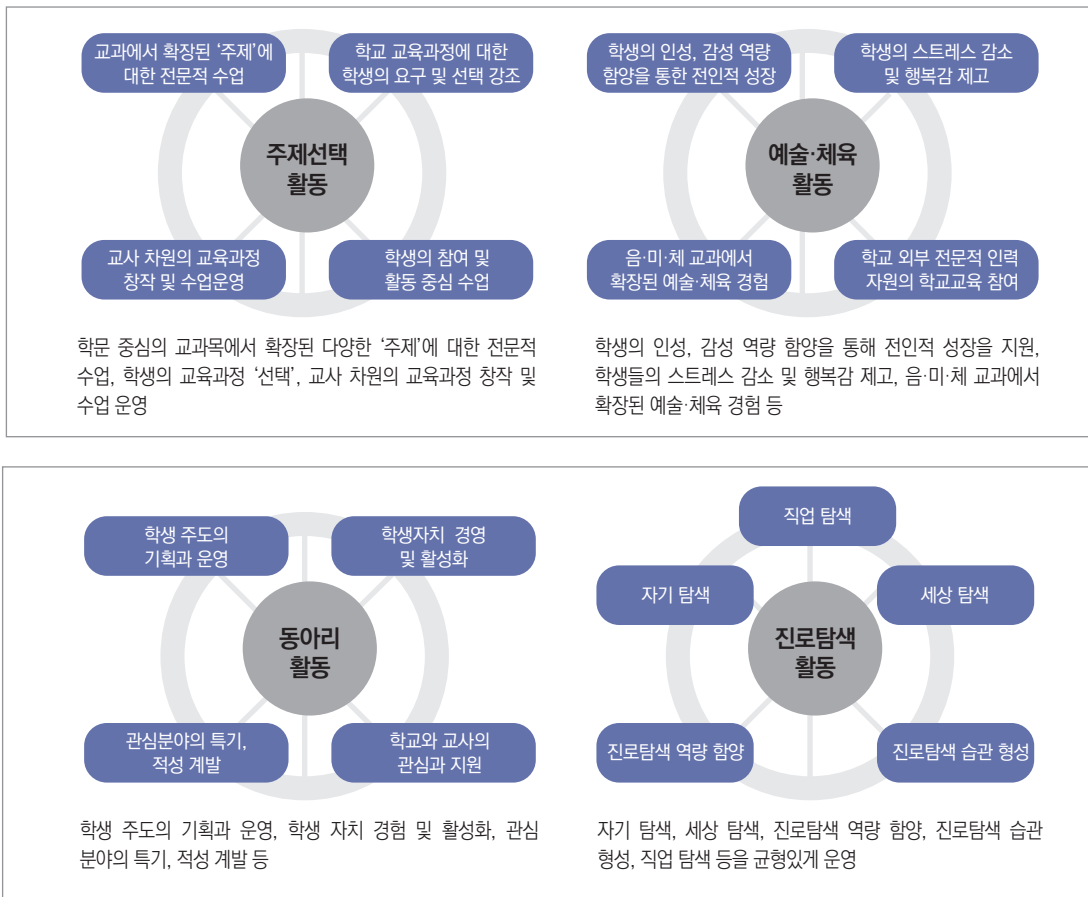 교과에서 확장된 ‘주제’에
대한 전문적 수업
학교 교육과정에 대한
학생의 요구 및 선택 강조
주제선택
활동
교사 차원의 교육과정
창작 및 수업운영
학생의 참여 및
활동 중심 수업
학문 중심의 교과목에서 확장된 다양한 ‘주제’에 대한 전문적
수업, 학생의 교육과정 ‘선택’, 교사 차원의 교육과정 창작 및
수업 운영
학생의 인성, 감성 역량
함양을 통한 전인적 성장
학생의 스트레스 감소
및 행복감 제고
예술·체육
활동
음·미·체 교과에서
확장된 예술·체육 경험
학교 외부 전문적 인력
자원의 학교교육 참여
학생의 인성, 감성 역량 함양을 통해 전인적 성장을 지원,
학생들의 스트레스 감소 및 행복감 제고, 음·미·체 교과에서
확장된 예술·체육 경험 등
학생 주도의
기획과 운영
학생자치 경영
및 활성화
동아리
활동
관심분야의 특기,
적성 계발
학교와 교사의
관심과 지원
학생 주도의 기획과 운영, 학생 자치 경험 및 활성화, 관심
분야의 특기, 적성 계발 등
직업 탐색
자기 탐색
세상 탐색
진로탐색
활동
진로탐색 역량 함양
진로탐색 습관 형성
자기 탐색, 세상 탐색, 진로탐색 역량 함양, 진로탐색 습관
형성, 직업 탐색 등을 균형있게 운영